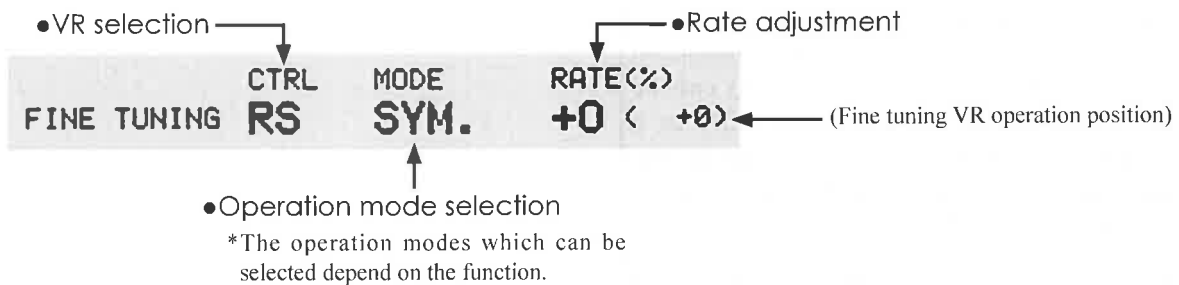 ●VR selection
●Rate adjustment
CTRL MODE RATE(%)
FINE TUNING RS SYM. +0 ( +0)
(Fine tuning VR operation position)
●Operation mode selection
*The operation modes which can be
selected depend on the function.